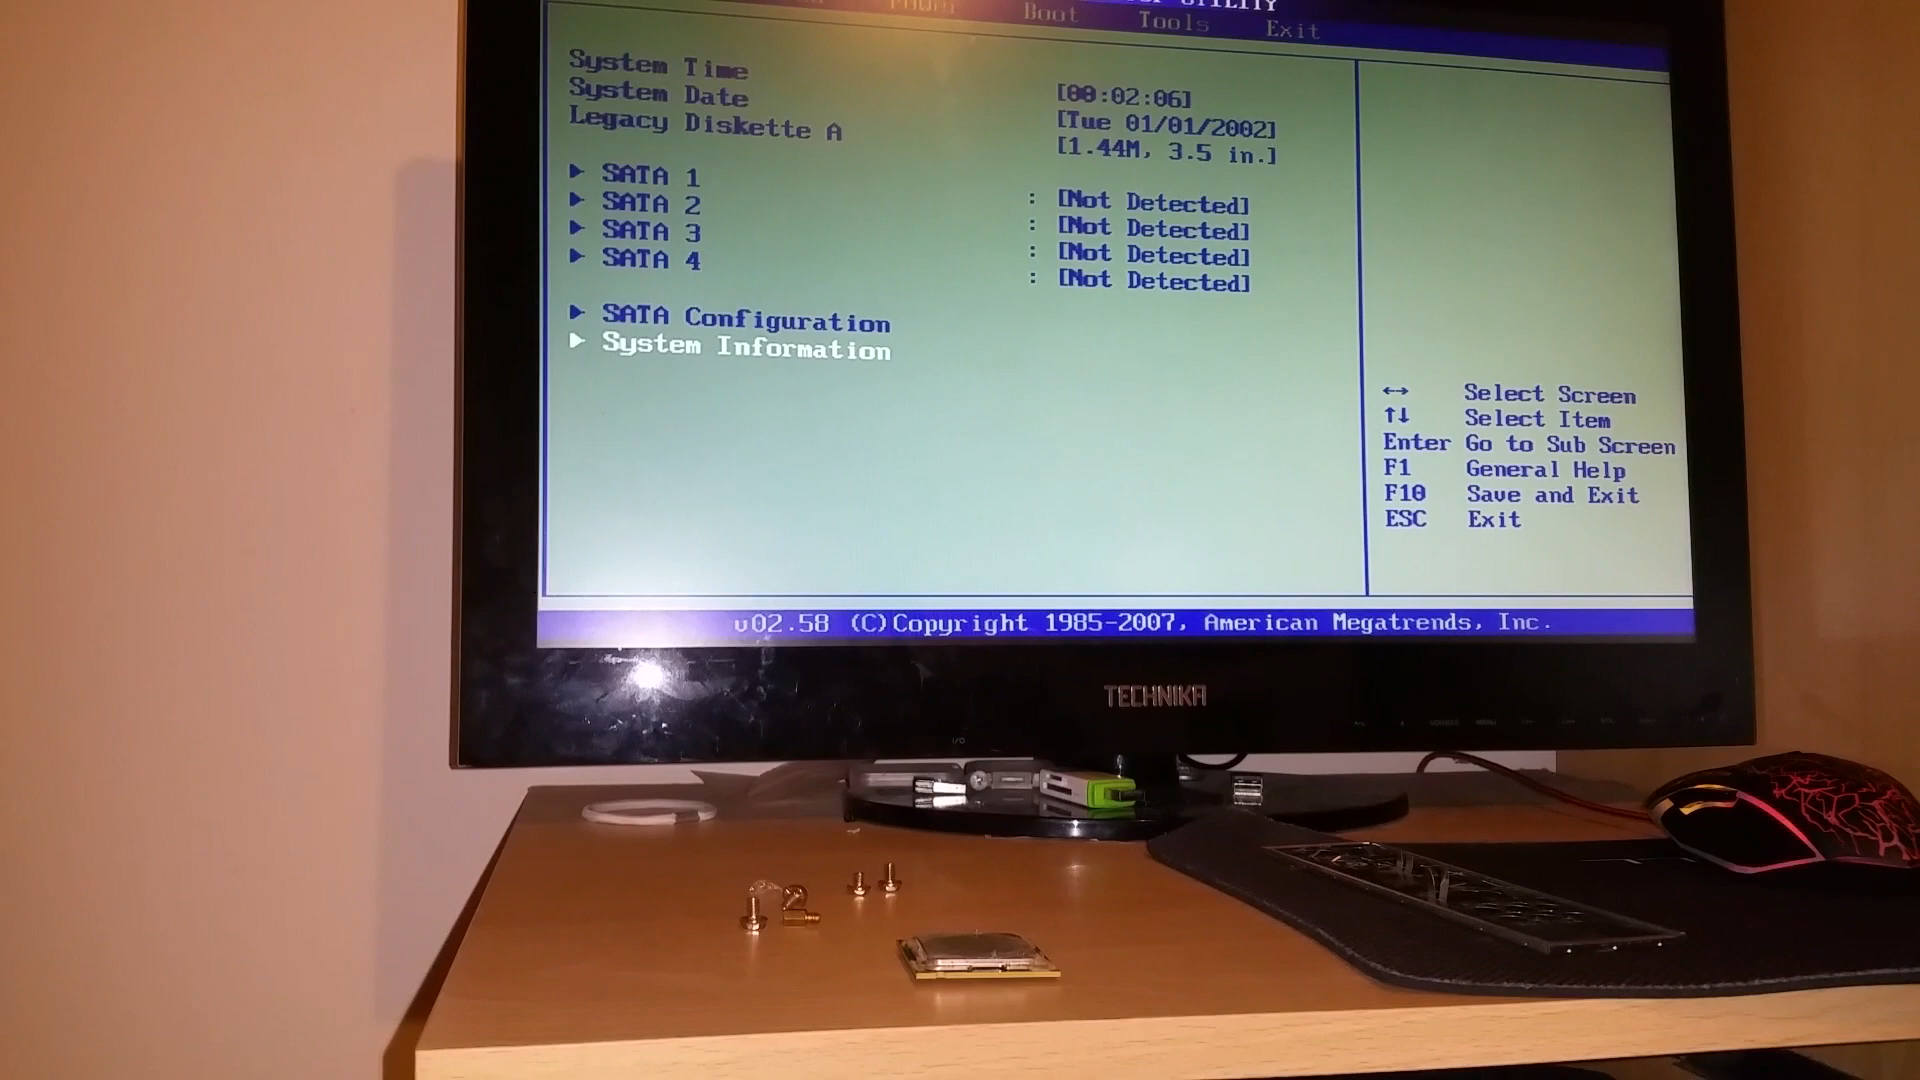 UTILITY
Power Boot Tools Exit
System Time [00:02:06]
System Date [Tue 01/01/2002]
Legacy Diskette A [1.44M, 3.5 in.]
SATA 1 : [Not Detected]
SATA 2 : [Not Detected]
SATA 3 : [Not Detected]
SATA 4 : [Not Detected]
SATA Configuration
System Information
↔ Select Screen
↑↓ Select Item
Enter Go to Sub Screen
F1 General Help
F10 Save and Exit
ESC Exit
v02.58 (C)Copyright 1985-2007, American Megatrends, Inc.
TECHNIKA
I/O